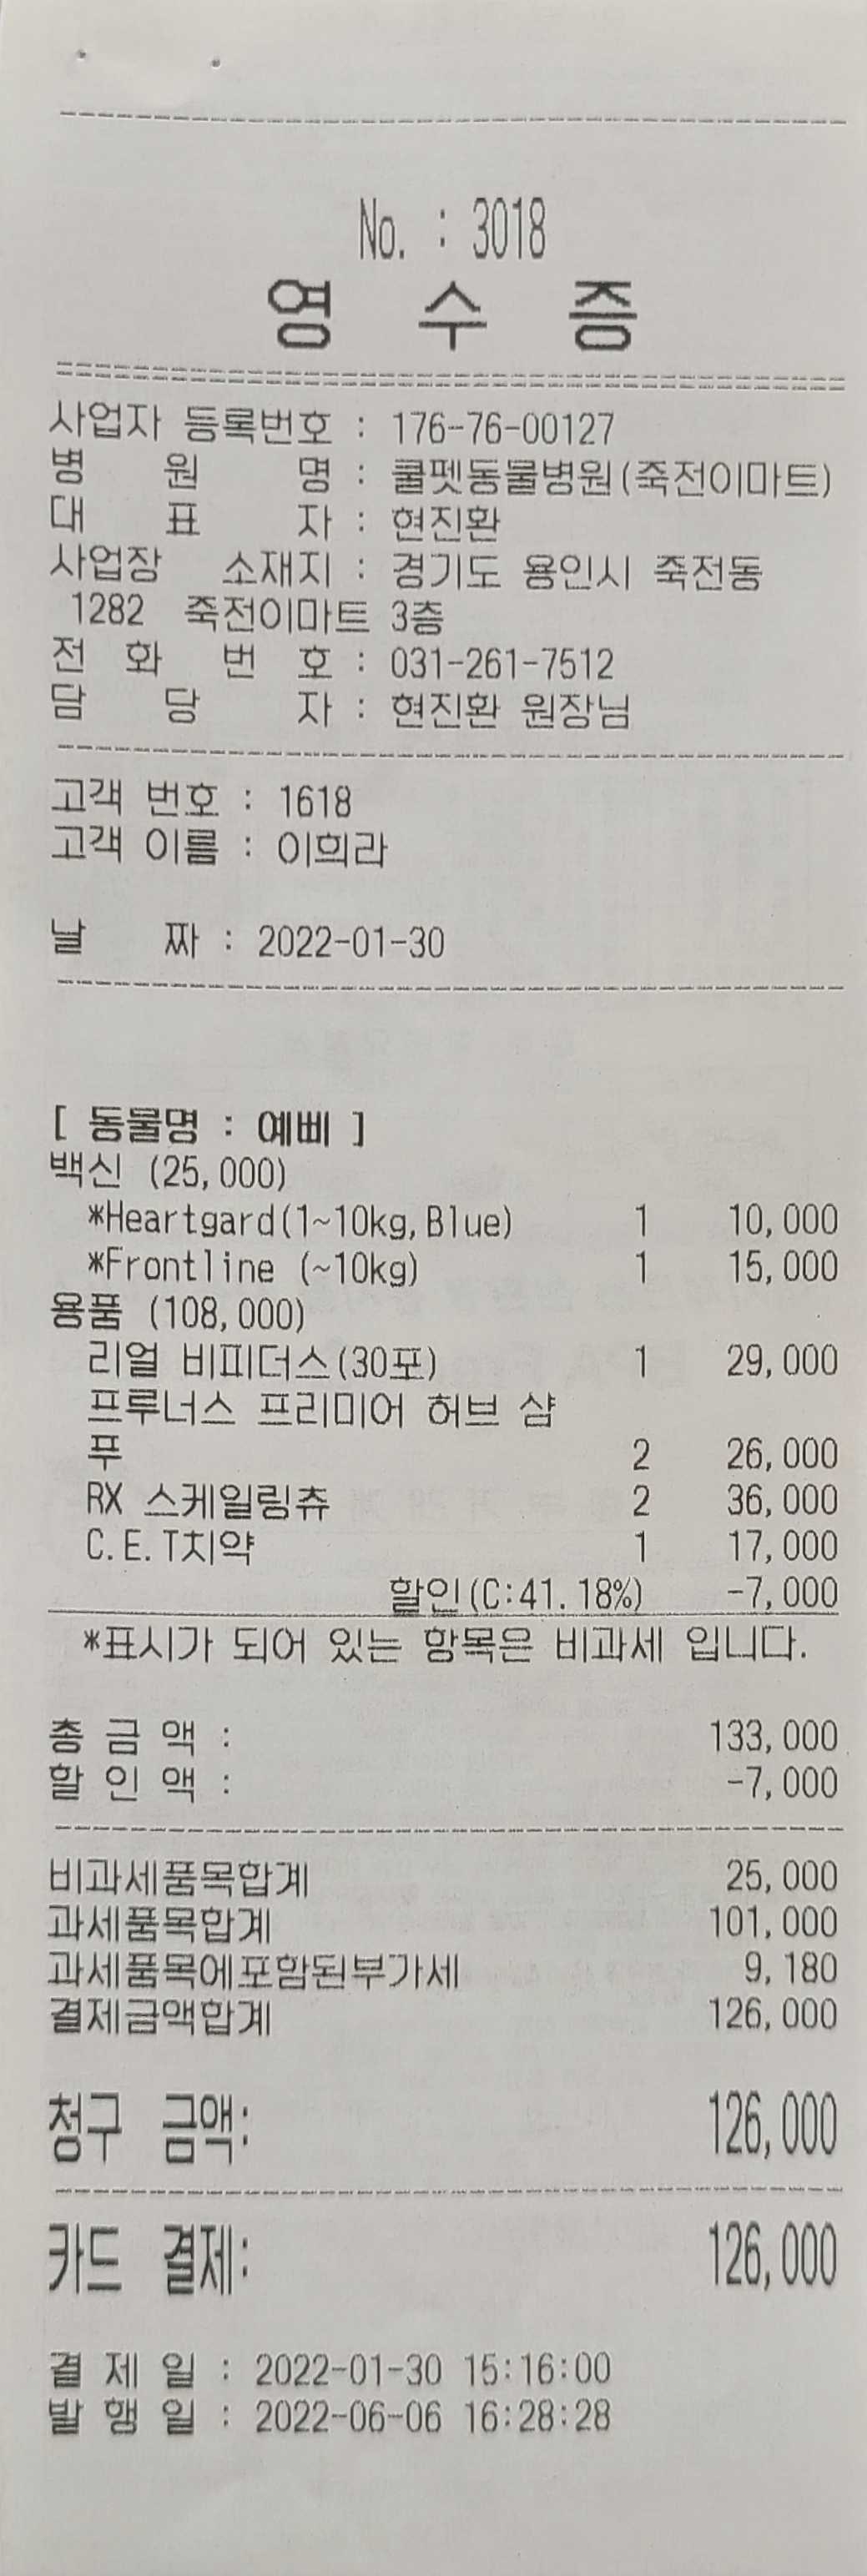 No. : 3018
영 수 증
사업자 등록번호 : 176-76-00127
병 원 명 : 쿨펫동물병원(죽전이마트)
대 표 자 : 현진환
사업장 소재지 : 경기도 용인시 죽전동
1282 죽전이마트 3층
전 화 번 호 : 031-261-7512
담 당 자 : 현진환 원장님
고객 번호 : 1618
고객 이름 : 이희라
날 짜 : 2022-01-30
[ 동물명 : 예삐 ]
백신 (25,000)
*Heartgard(1~10kg,Blue) 1 10,000
*Frontline (~10kg) 1 15,000
용품 (108,000)
리얼 비피더스(30포) 1 29,000
프루너스 프리미어 허브 샴
푸 2 26,000
RX 스케일링츄 2 36,000
C.E.T치약 1 17,000
할인(C:41.18%) -7,000
*표시가 되어 있는 항목은 비과세 입니다.
총 금 액 : 133,000
할 인 액 : -7,000
비과세품목합계 25,000
과세품목합계 101,000
과세품목에포함된부가세 9,180
결제금액합계 126,000
청구 금액: 126,000
카드 결제: 126,000
결 제 일 : 2022-01-30 15:16:00
발 행 일 : 2022-06-06 16:28:28